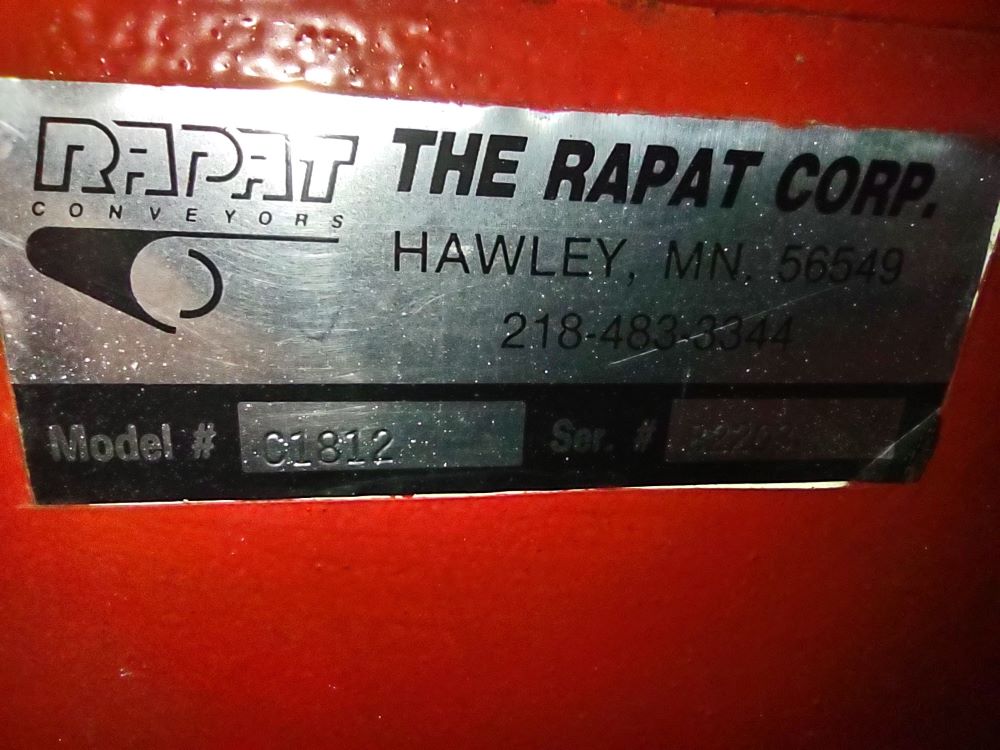 RAPAT
CONVEYORS
THE RAPAT CORP.
HAWLEY, MN. 56549
218-483-3344
Model # C1812
Ser. #